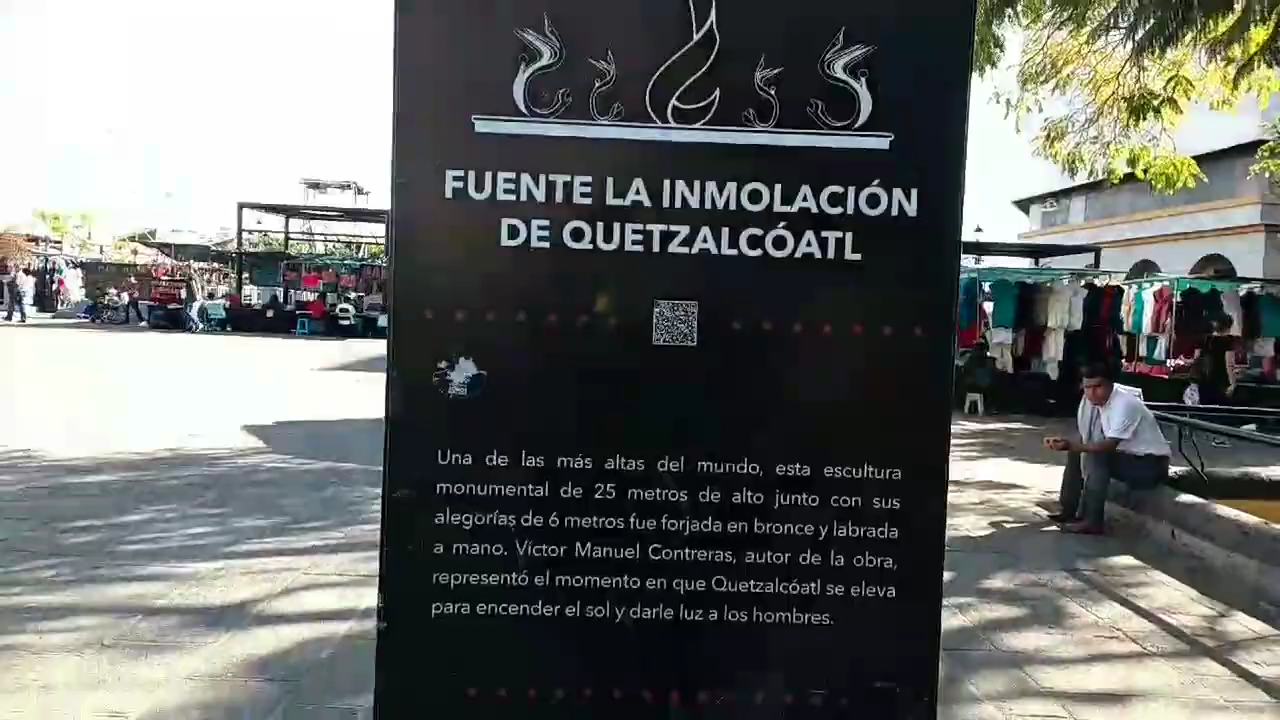 FUENTE LA INMOLACIÓN
DE QUETZALCÓATL
Una de las más altas del mundo, esta escultura
monumental de 25 metros de alto junto con sus
alegorías de 6 metros fue forjada en bronce y labrada
a mano. Víctor Manuel Contreras, autor de la obra,
representó el momento en que Quetzalcóatl se eleva
para encender el sol y darle luz a los hombres.